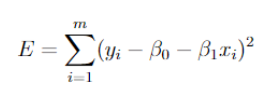 E = \sum_{i=1}^{m} (y_i - \beta_0 - \beta_1 x_i)^2